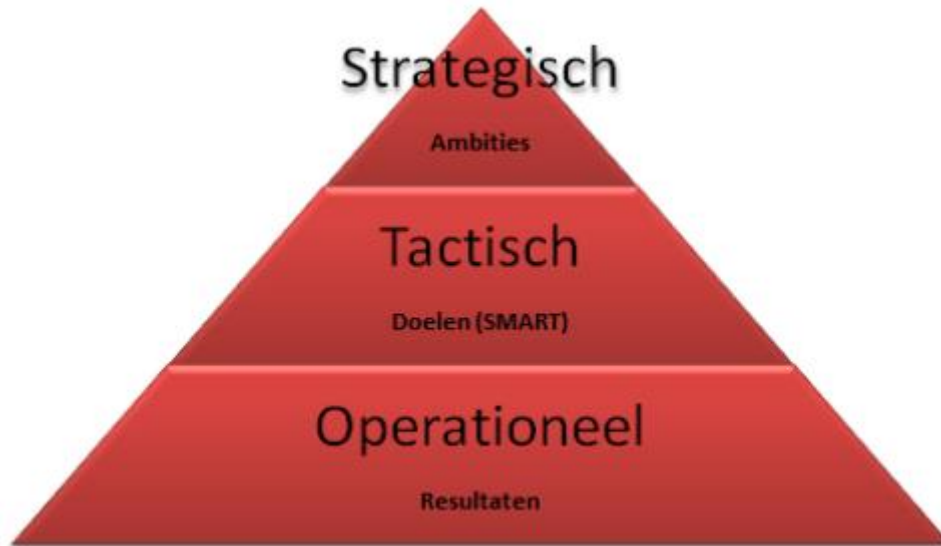 Strategisch
Ambities
Tactisch
Doelen (SMART)
Operationeel
Resultaten